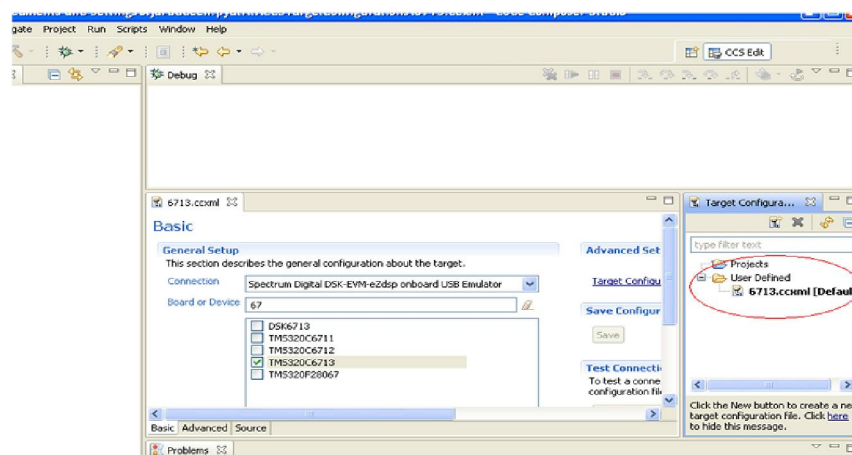 gate Project Run Scripts Window Help
CCS Edit
Debug
6713.ccxml
Basic
General Setup
This section describes the general configuration about the target.
Connection
Spectrum Digital DSK-EVM-eZdsp onboard USB Emulator
Board or Device
67
DSK6713
TMS320C6711
TMS320C6712
TMS320C6713
TMS320F28067
Advanced Set
Target Configu
Save Configur
Save
Test Connecti
To test a conne
configuration file
Basic Advanced Source
Problems
Target Configura...
type filter text
Projects
User Defined
6713.ccxml [Defaul
Click the New button to create a ne
target configuration file. Click here
to hide this message.